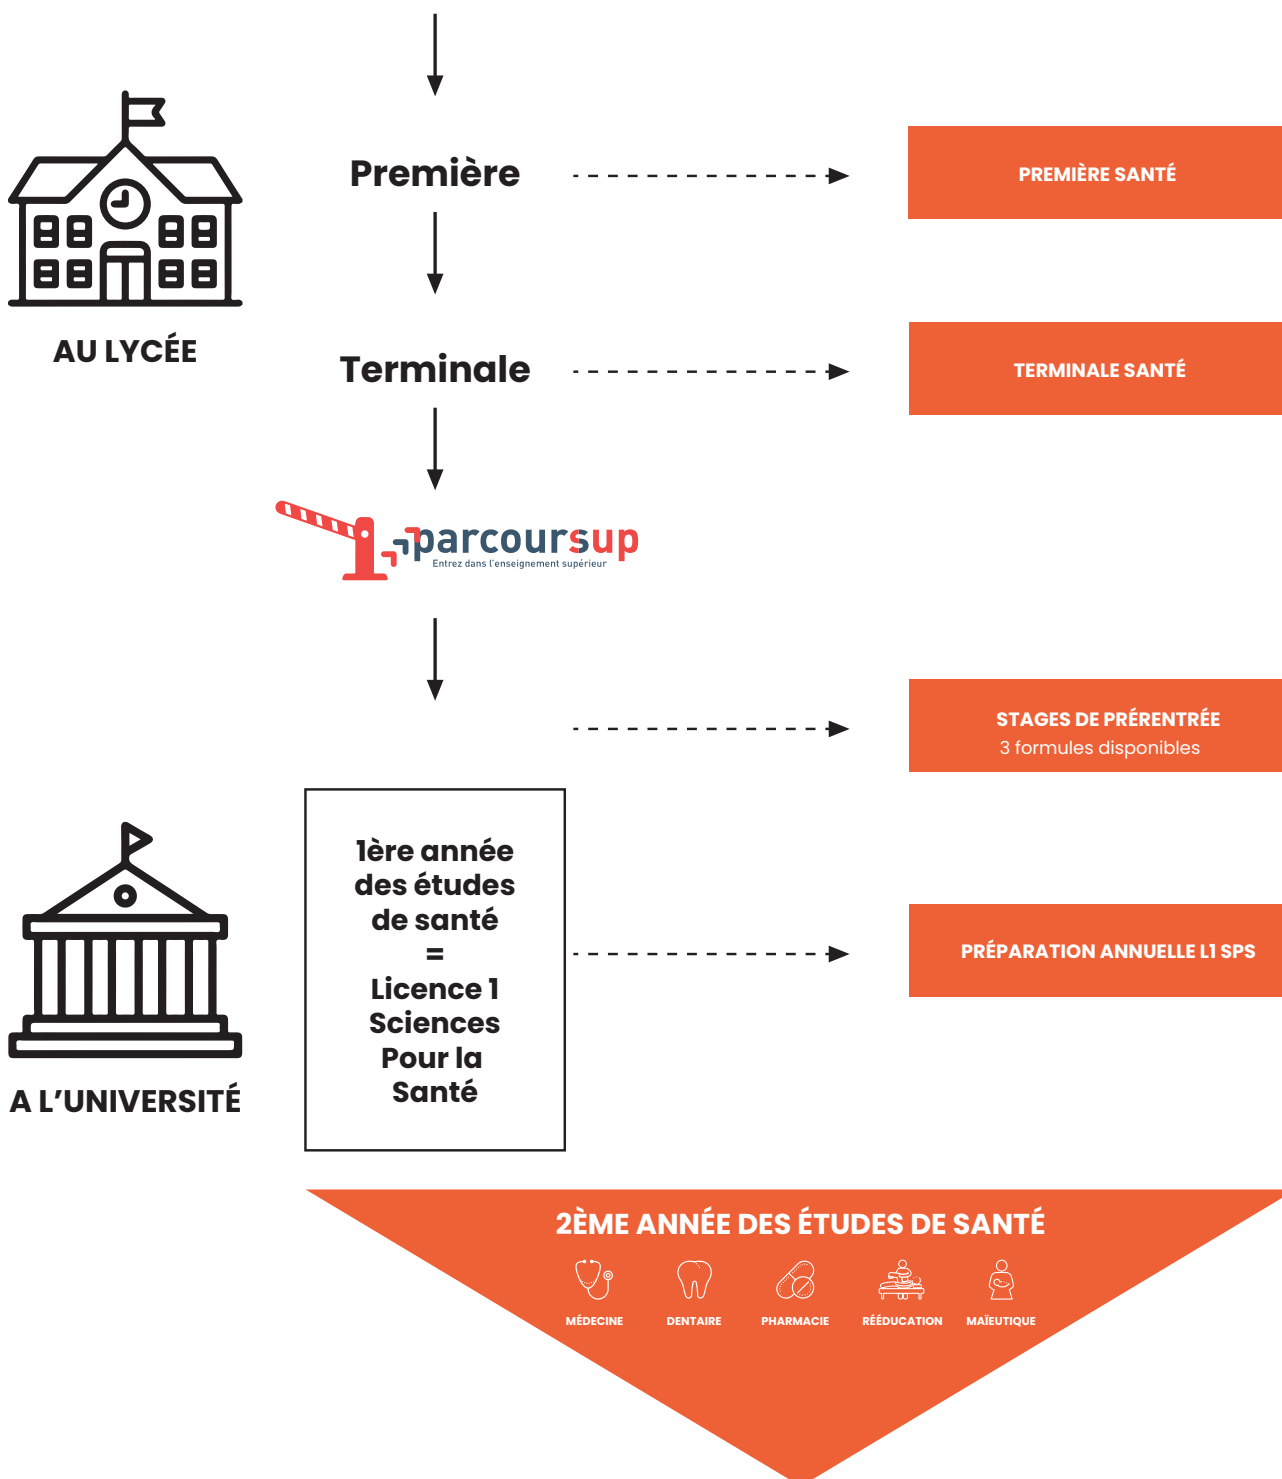 Première
PREMIÈRE SANTÉ
AU LYCÉE
Terminale
TERMINALE SANTÉ
parcoursup
Entrez dans l'enseignement supérieur
STAGES DE PRÉRENTRÉE
3 formules disponibles
1ère année
des études
de santé
=
Licence 1
Sciences
Pour la
Santé
PRÉPARATION ANNUELLE L1 SPS
A L'UNIVERSITÉ
2ÈME ANNÉE DES ÉTUDES DE SANTÉ
MÉDECINE
DENTAIRE
PHARMACIE
RÉÉDUCATION
MAÏEUTIQUE